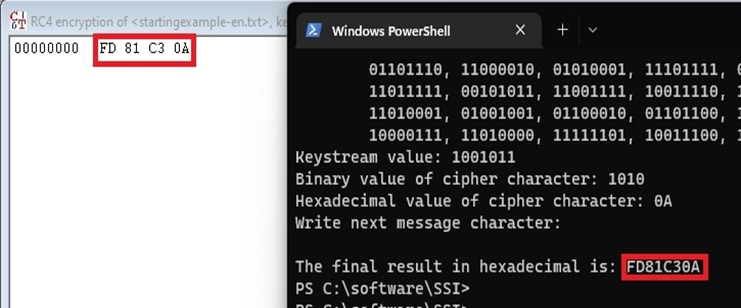 RC4 encryption of <startingexample-en.txt>, ke
00000000 FD 81 C3 0A
Windows PowerShell
01101110, 11000010, 01010001, 11101111,
11011111, 00101011, 11100111, 10011110,
11010001, 01001001, 01100010, 01101100,
10000111, 11010000, 11111101, 10011100,
Keystream value: 1001011
Binary value of cipher character: 1010
Hexadecimal value of cipher character: 0A
Write next message character:
The final result in hexadecimal is: FD81C30A
PS C:\software\SSI>
PS C:\software\SSI>